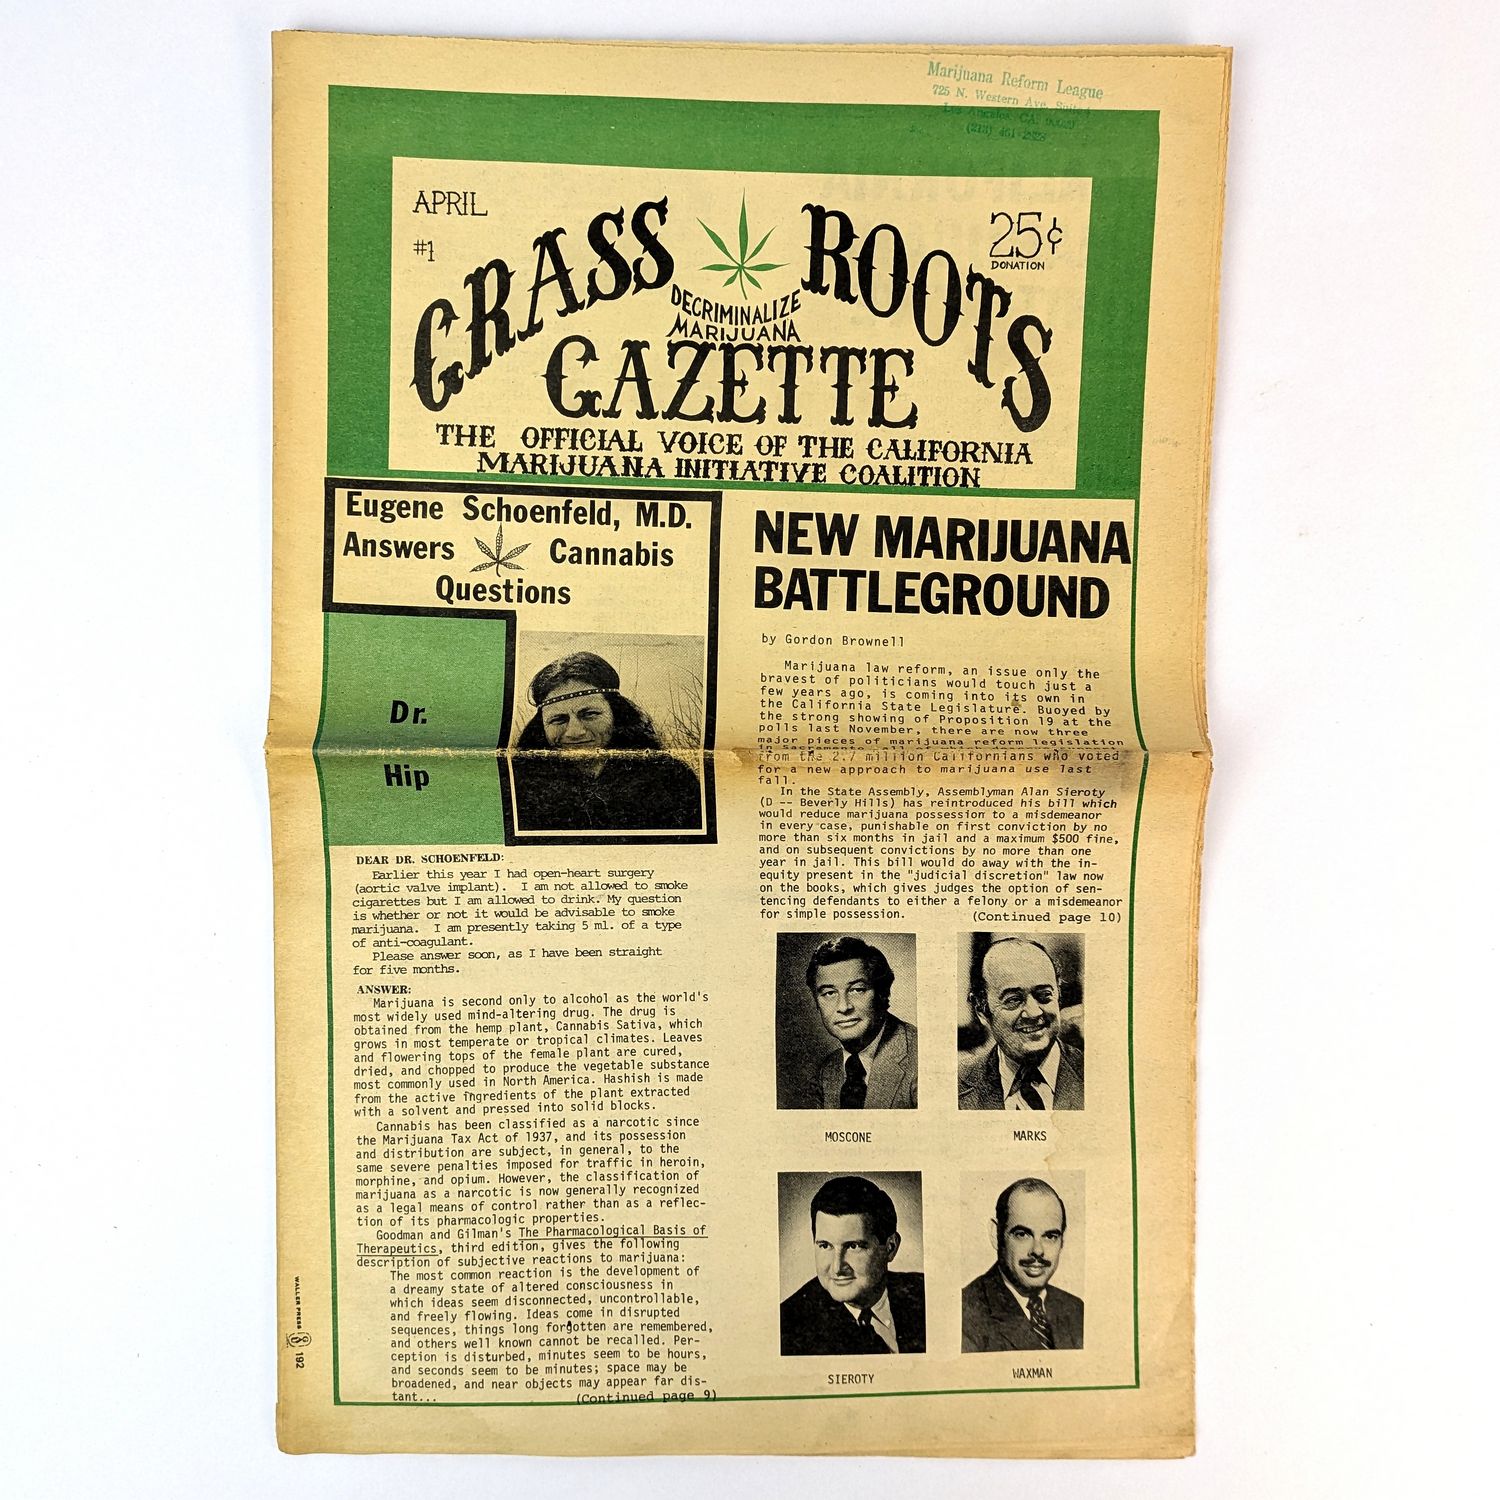 Marijuana Reform League
725 N. Western Ave. Suite
Los Angeles, CA.
(213) 461-
APRIL
#1
25¢
DONATION
GRASS ROOTS
DECRIMINALIZE
MARIJUANA
GAZETTE
THE OFFICIAL VOICE OF THE CALIFORNIA
MARIJUANA INITIATIVE COALITION
Eugene Schoenfeld, M.D.
Answers Cannabis
Questions
Dr.
Hip
DEAR DR. SCHOENFELD:
Earlier this year I had open-heart surgery
(aortic valve implant). I am not allowed to smoke
cigarettes but I am allowed to drink. My question
is whether or not it would be advisable to smoke
marijuana. I am presently taking 5 ml. of a type
of anti-coagulant.
Please answer soon, as I have been straight
for five months.
ANSWER:
Marijuana is second only to alcohol as the world's
most widely used mind-altering drug. The drug is
obtained from the hemp plant, Cannabis Sativa, which
grows in most temperate or tropical climates. Leaves
and flowering tops of the female plant are cured,
dried, and chopped to produce the vegetable substance
most commonly used in North America. Hashish is made
from the active ingredients of the plant extracted
with a solvent and pressed into solid blocks.
Cannabis has been classified as a narcotic since
the Marijuana Tax Act of 1937, and its possession
and distribution are subject, in general, to the
same severe penalties imposed for traffic in heroin,
morphine, and opium. However, the classification of
marijuana as a narcotic is now generally recognized
as a legal means of control rather than as a reflec-
tion of its pharmacologic properties.
Goodman and Gilman's The Pharmacological Basis of
Therapeutics, third edition, gives the following
description of subjective reactions to marijuana:
The most common reaction is the development of
a dreamy state of altered consciousness in
which ideas seem disconnected, uncontrollable,
and freely flowing. Ideas come in disrupted
sequences, things long forgotten are remembered,
and others well known cannot be recalled. Per-
ception is disturbed, minutes seem to be hours,
and seconds seem to be minutes; space may be
broadened, and near objects may appear far dis-
tant...
(Continued page 9)
NEW MARIJUANA
BATTLEGROUND
by Gordon Brownell
Marijuana law reform, an issue only the
bravest of politicians would touch just a
few years ago, is coming into its own in
the California State Legislature. Buoyed by
the strong showing of Proposition 19 at the
polls last November, there are now three
major pieces of marijuana reform legislation
in Sacramento
from the 2.7 million Californians who voted
for a new approach to marijuana use last
fall.
In the State Assembly, Assemblyman Alan Sieroty
(D -- Beverly Hills) has reintroduced his bill which
would reduce marijuana possession to a misdemeanor
in every case, punishable on first conviction by no
more than six months in jail and a maximum $500 fine,
and on subsequent convictions by no more than one
year in jail. This bill would do away with the in-
equity present in the "judicial discretion" law now
on the books, which gives judges the option of sen-
tencing defendants to either a felony or a misdemeanor
for simple possession. (Continued page 10)
MOSCONE
MARKS
SIEROTY
WAXMAN
WALLER PRESS
192